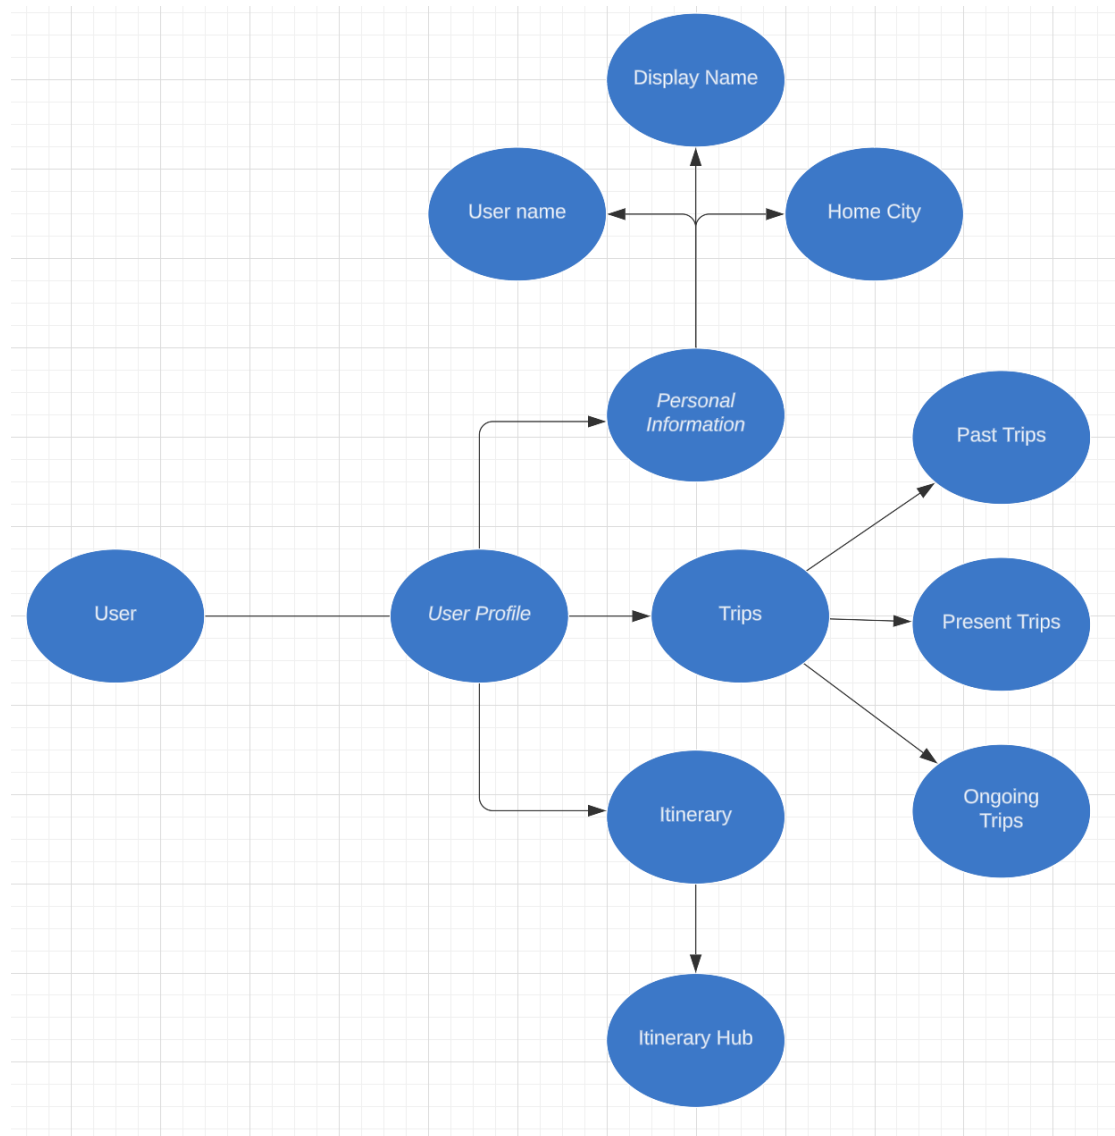 Display Name
User name
Home City
Personal
Information
Past Trips
User
User Profile
Trips
Present Trips
Ongoing
Trips
Itinerary
Itinerary Hub